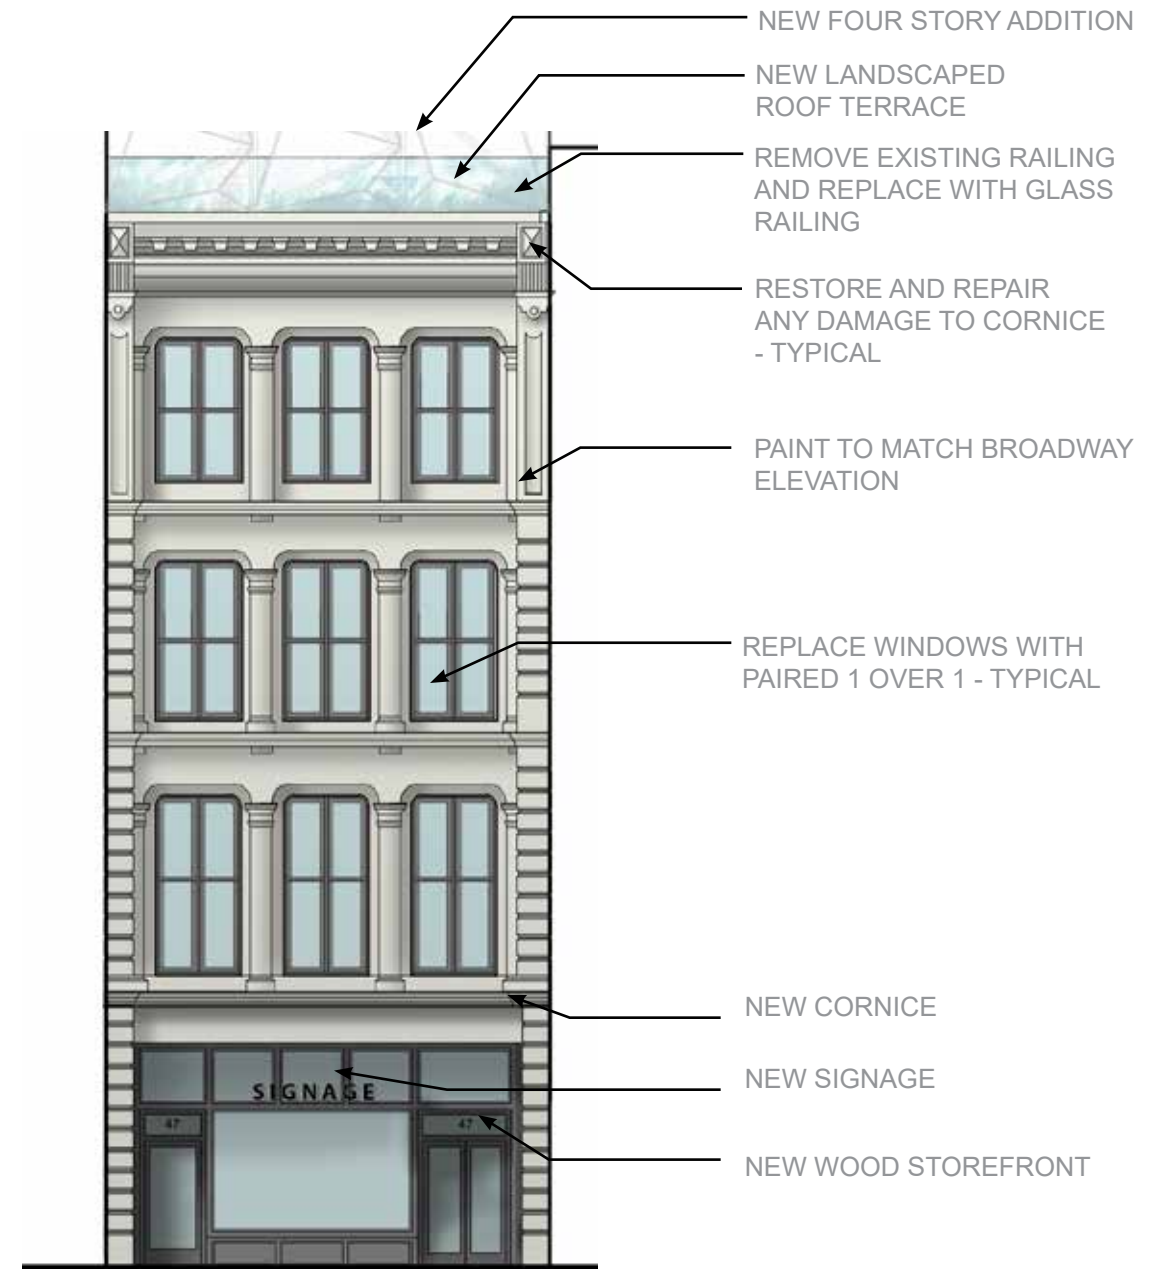 NEW FOUR STORY ADDITION
NEW LANDSCAPED
ROOF TERRACE
REMOVE EXISTING RAILING
AND REPLACE WITH GLASS
RAILING
RESTORE AND REPAIR
ANY DAMAGE TO CORNICE
- TYPICAL
PAINT TO MATCH BROADWAY
ELEVATION
REPLACE WINDOWS WITH
PAIRED 1 OVER 1 - TYPICAL
NEW CORNICE
NEW SIGNAGE
SIGNAGE
47
47
NEW WOOD STOREFRONT